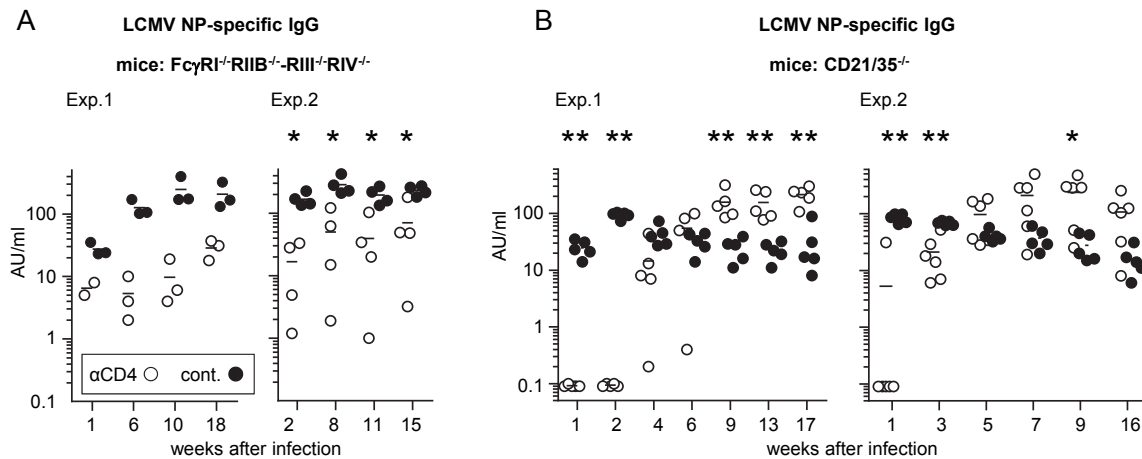 A LCMV NP-specific IgG
mice: FcγRI-/-RIIB-/--RIII-/-RIV-/-
Exp.1 Exp.2
* * * *
AU/ml
100
10
1
0.1
αCD4 cont.
1 6 10 18 2 8 11 15
weeks after infection
B LCMV NP-specific IgG
mice: CD21/35-/-
Exp.1 Exp.2
** ** ** ** ** ** ** *
AU/ml
100
10
1
0.1
1 2 4 6 9 13 17 1 3 5 7 9 16
weeks after infection